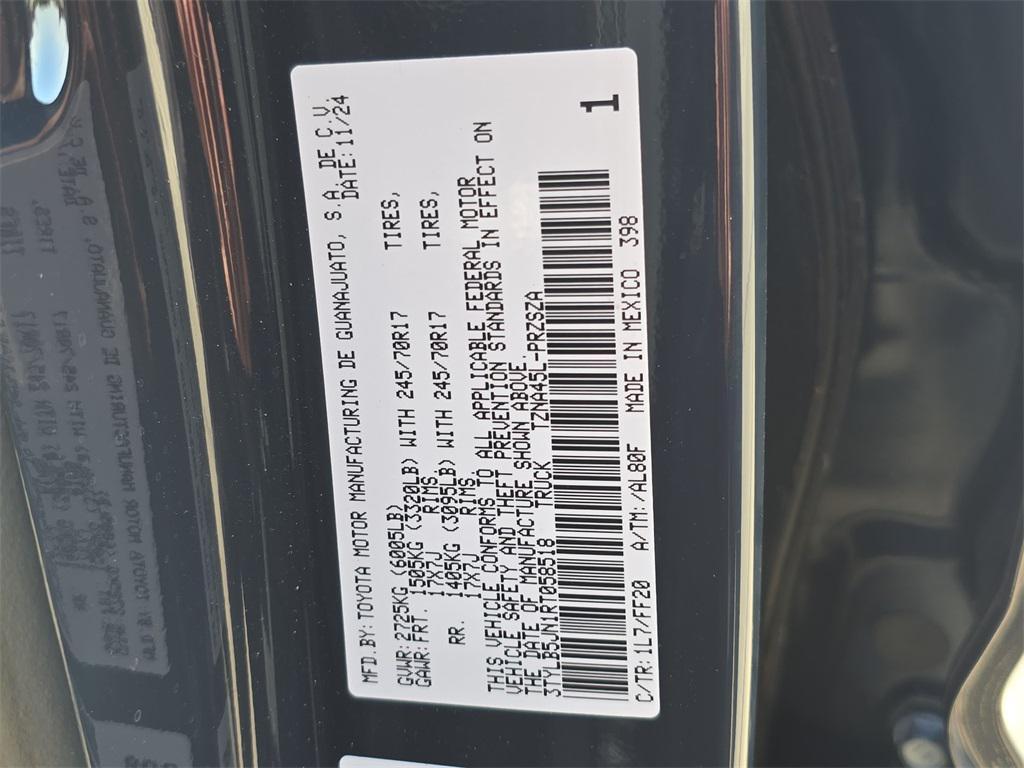 MFD.BY:TOYOTA MOTOR MANUFACTURING DE GUANAJUATO, S.A. DE C.V.
DATE:11/24
GVWR:2725KG (6005LB)
GAWR:FRT. 1505KG (3320LB) WITH 245/70R17 TIRES,
17X7J RIMS
RR. 1405KG (3095LB) WITH 245/70R17 TIRES,
17X7J RIMS
THIS VEHICLE CONFORMS TO ALL APPLICABLE FEDERAL MOTOR
VEHICLE SAFETY AND THEFT PREVENTION STANDARDS IN EFFECT ON
THE DATE OF MANUFACTURE SHOWN ABOVE.
3TYLB5JN1RT058518 TRUCK TZNA45L-PRZSZA
C/TR:1L7/FF20 A/TM: /AL80F MADE IN MEXICO 398
1